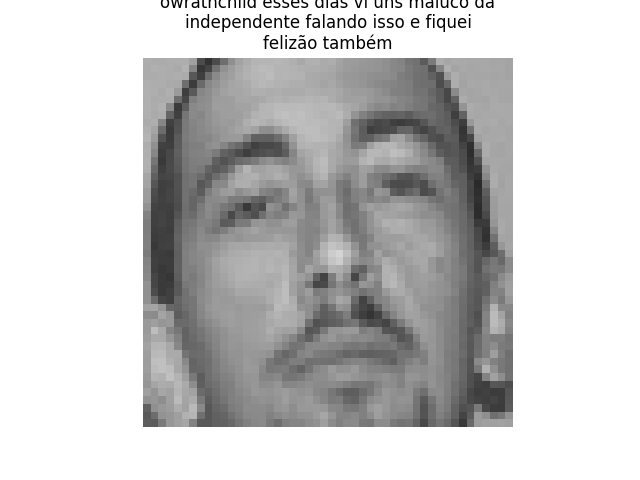 owrathchild esses dias vi uns maluco da
independente falando isso e fiquei
felizão também